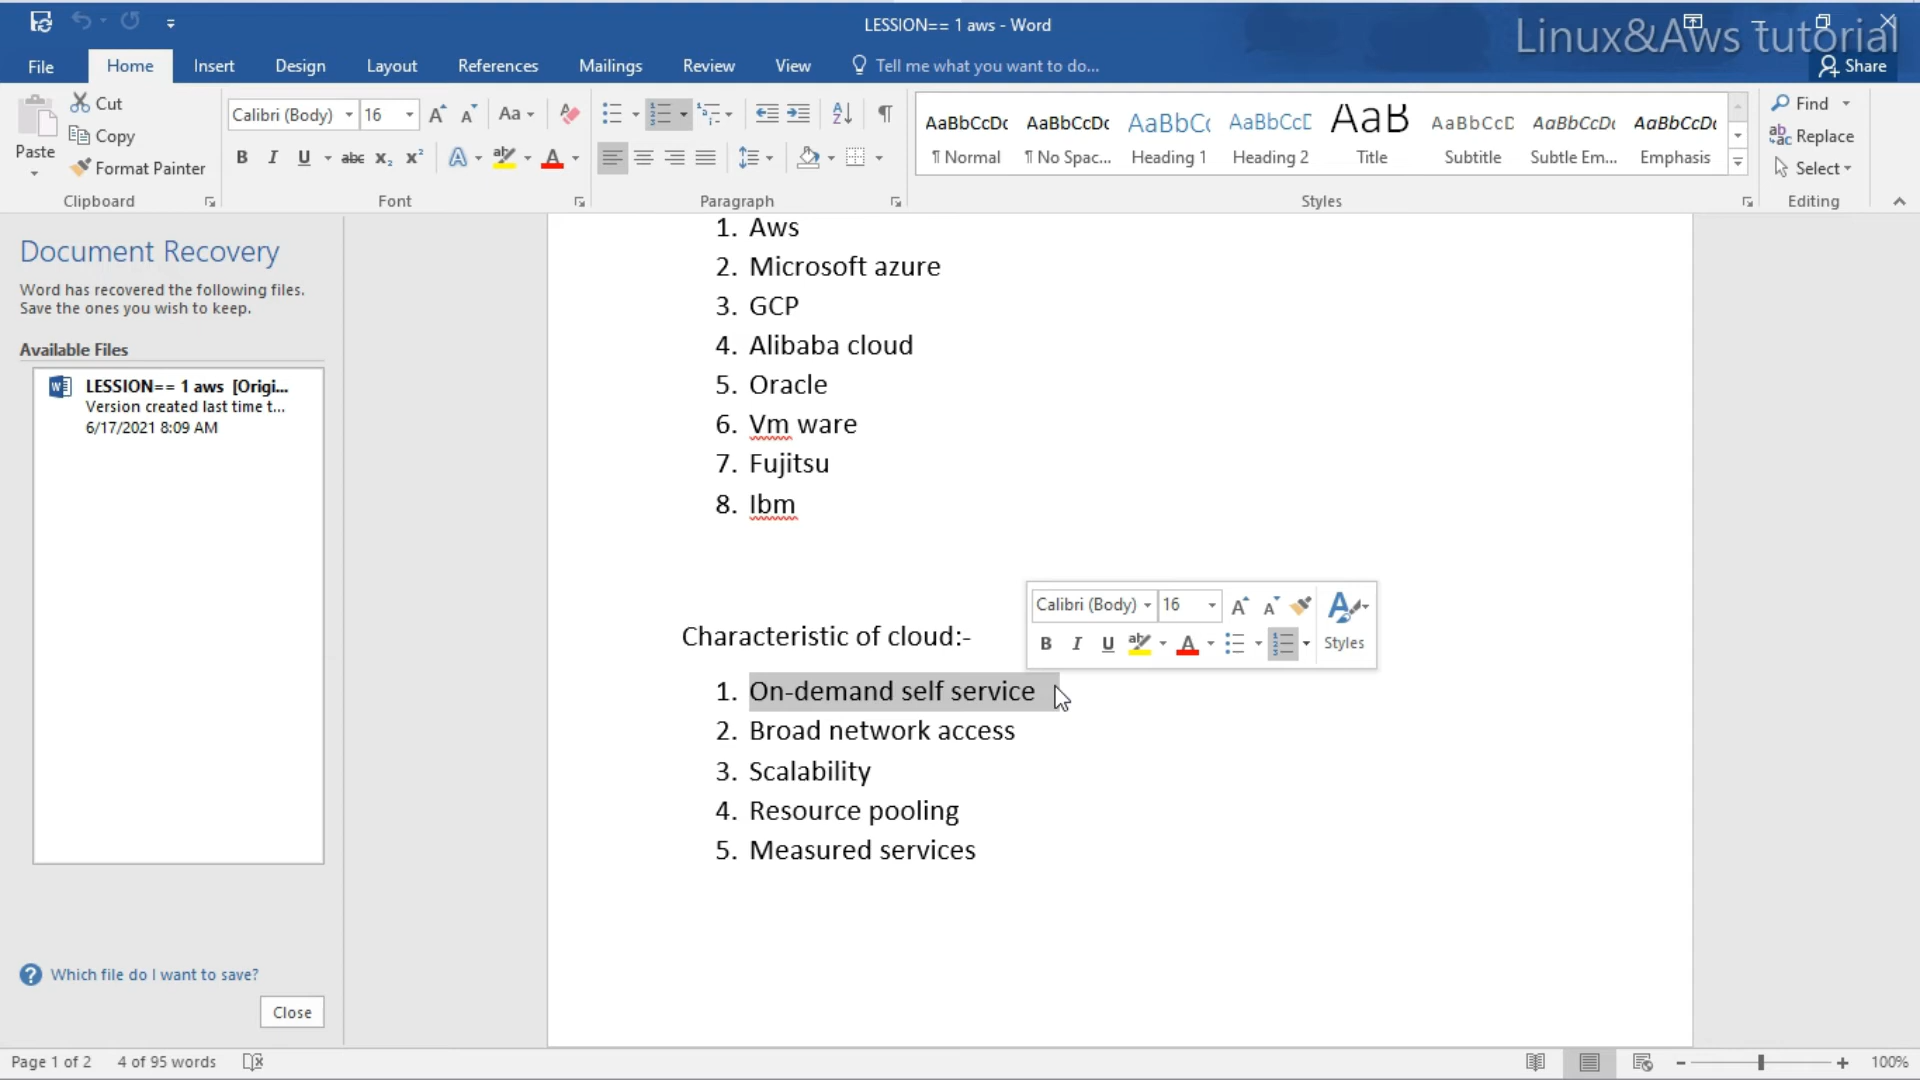 LESSION== 1 aws - Word
Linux&Aws tutorial
File Home Insert Design Layout References Mailings Review View Tell me what you want to do... Share
Cut
Copy
Format Painter
Paste
Clipboard
Calibri (Body) 16
Font
Paragraph
AaBbCcDc AaBbCcDc AaBbC AaBbCcD AaB AaBbCcD AaBbCcDc AaBbCcDc
¶ Normal ¶ No Spac... Heading 1 Heading 2 Title Subtitle Subtle Em... Emphasis
Styles
Find
Replace
Select
Editing
Document Recovery
Word has recovered the following files.
Save the ones you wish to keep.
Available Files
LESSION== 1 aws [Origi...
Version created last time t...
6/17/2021 8:09 AM
Which file do I want to save?
Close
1. Aws
2. Microsoft azure
3. GCP
4. Alibaba cloud
5. Oracle
6. Vm ware
7. Fujitsu
8. Ibm
Calibri (Body) 16
B I U Styles
Characteristic of cloud:-
1. On-demand self service
2. Broad network access
3. Scalability
4. Resource pooling
5. Measured services
Page 1 of 2 4 of 95 words
100%